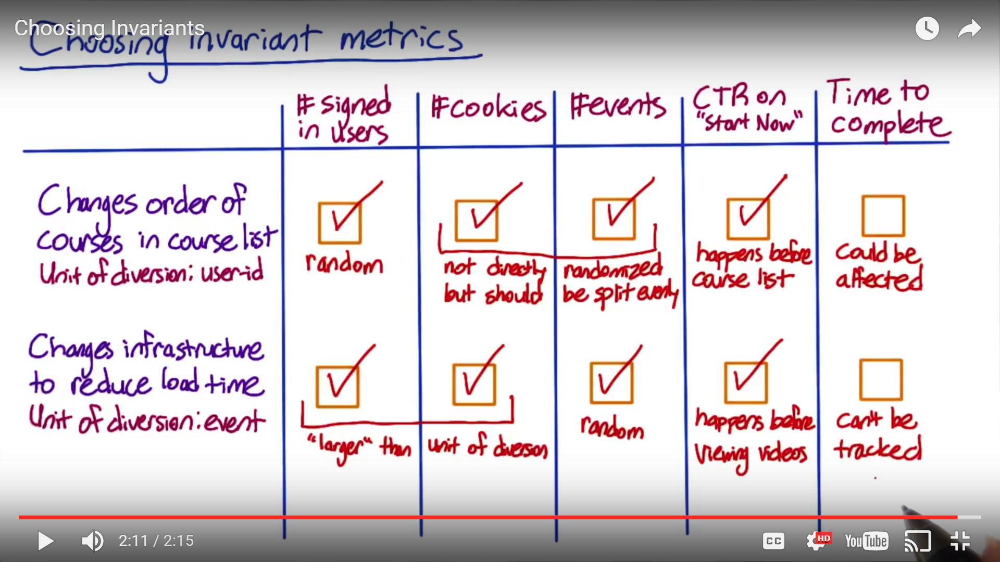 Choosing Invariants
Choosing invariant metrics
#signed in users
#cookies
#events
CTR on "Start Now"
Time to complete
Changes order of
courses in course list
Unit of diversion: user-id
random
not directly randomized
but should be split evenly
happens before
course list
Could be
affected
Changes infrastructure
to reduce load time
Unit of diversion: event
"larger" than unit of diversion
random
happens before
viewing videos
can't be
tracked
2:11 / 2:15
CC
HD
YouTube